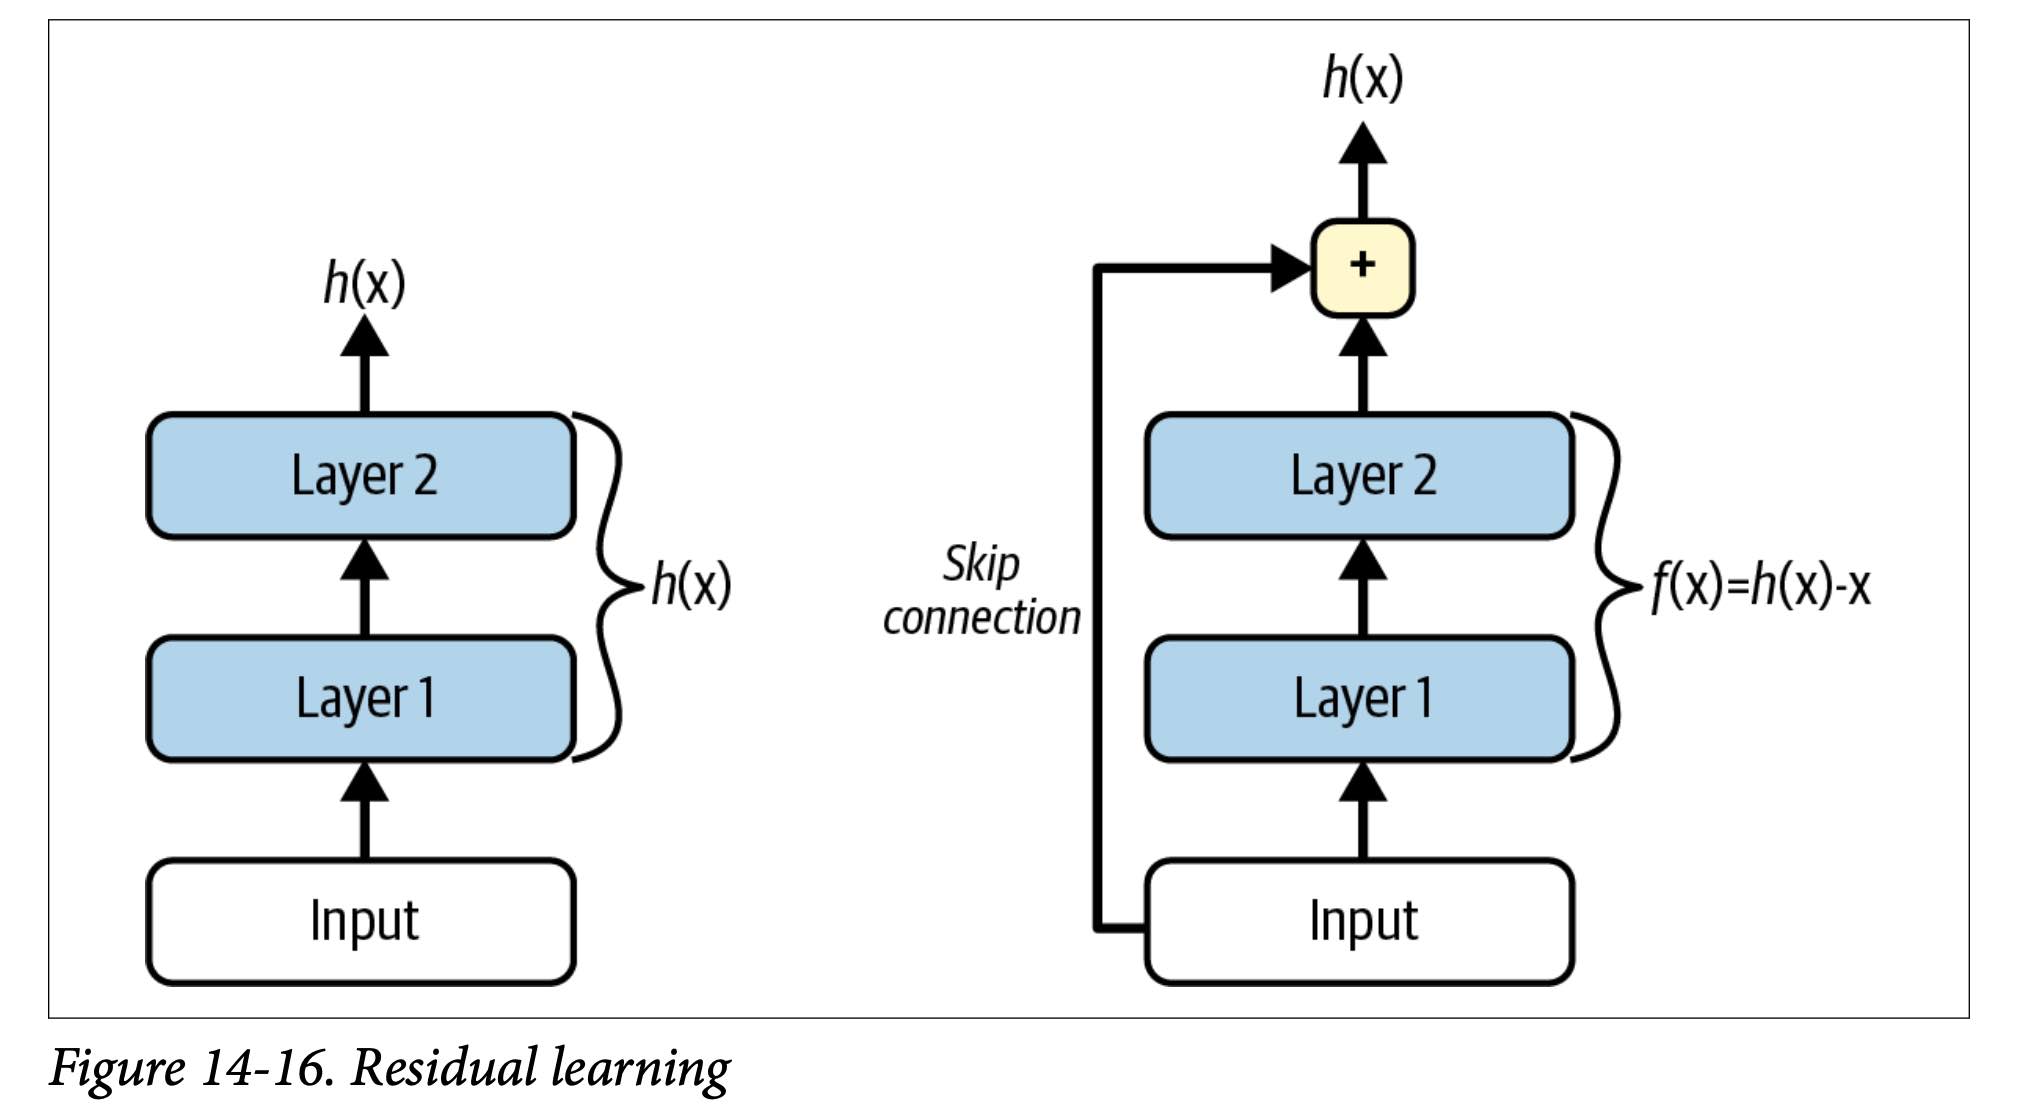 h(x)
Layer 2
h(x)
Layer 1
Input
h(x)
+
Layer 2
Skip
connection
f(x)=h(x)-x
Layer 1
Input
Figure 14-16. Residual learning